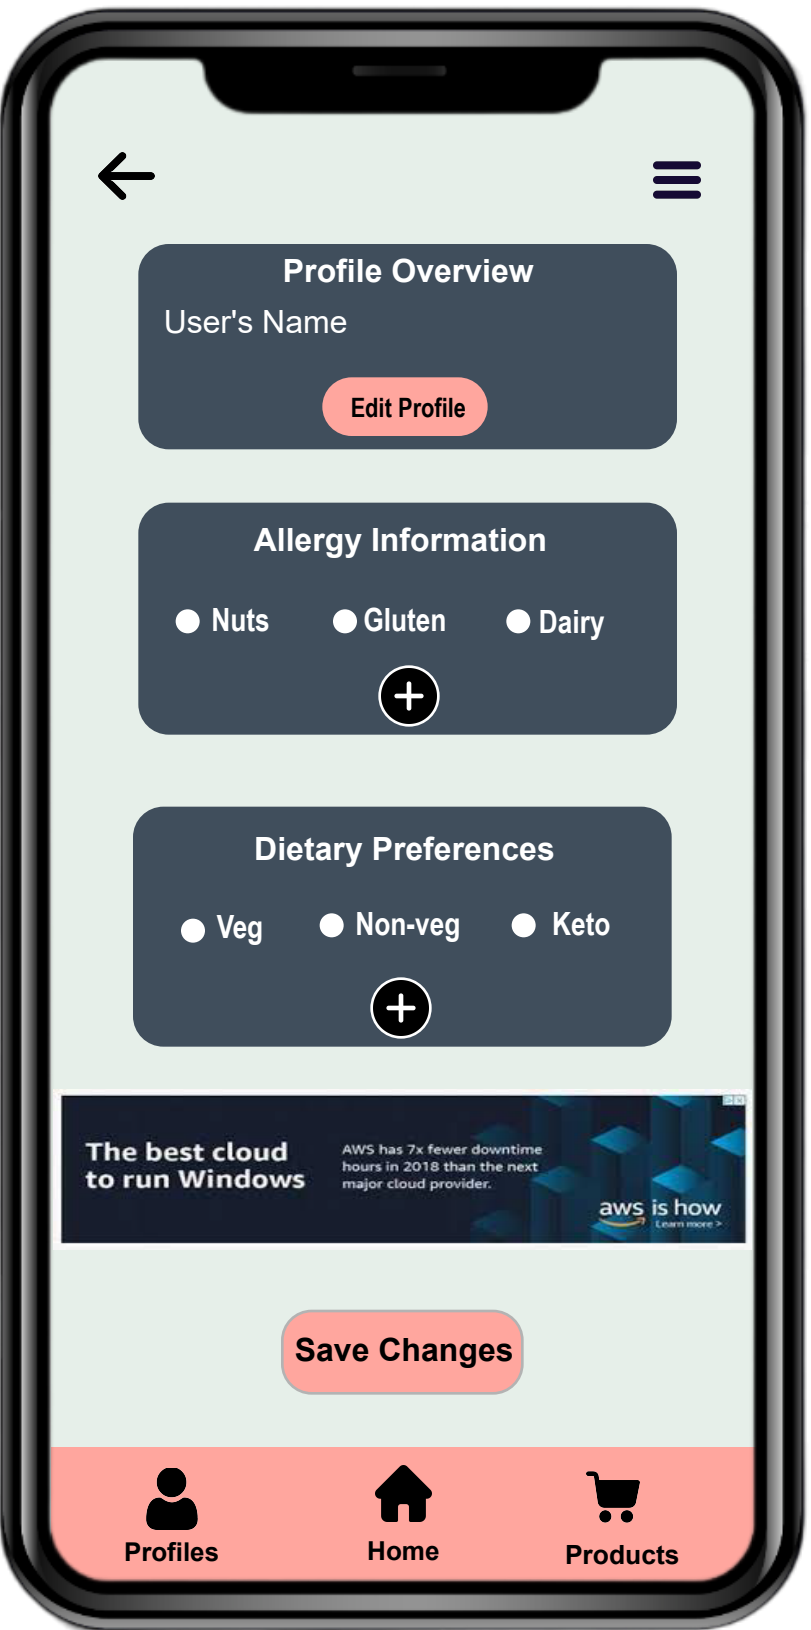 Profile Overview
User's Name
Edit Profile
Allergy Information
Nuts
Gluten
Dairy
Dietary Preferences
Veg
Non-veg
Keto
The best cloud
to run Windows
AWS has 7x fewer downtime
hours in 2018 than the next
major cloud provider.
aws is how
Learn more >
Save Changes
Profiles
Home
Products